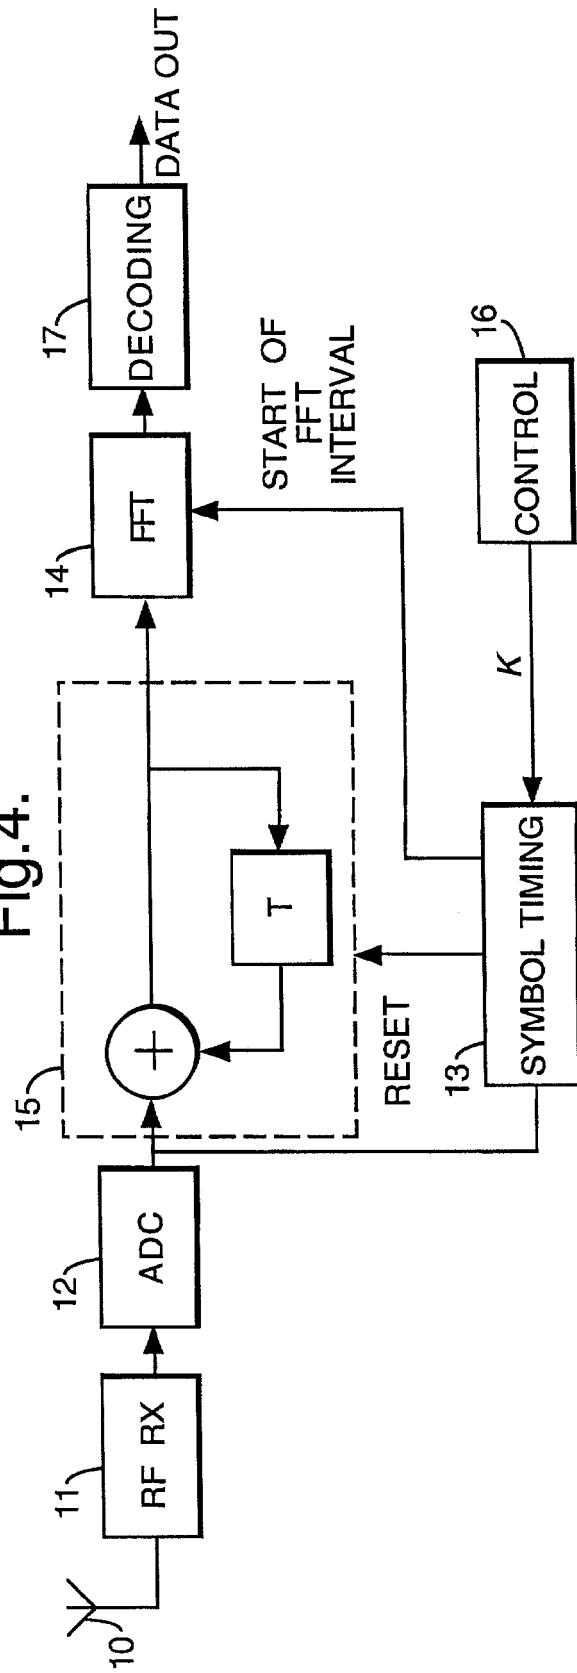 Fig.4.
10
11
RF RX
12
ADC
15
+
T
RESET
13
SYMBOL TIMING
K
16
CONTROL
14
FFT
START OF
FFT
INTERVAL
17
DECODING
DATA OUT